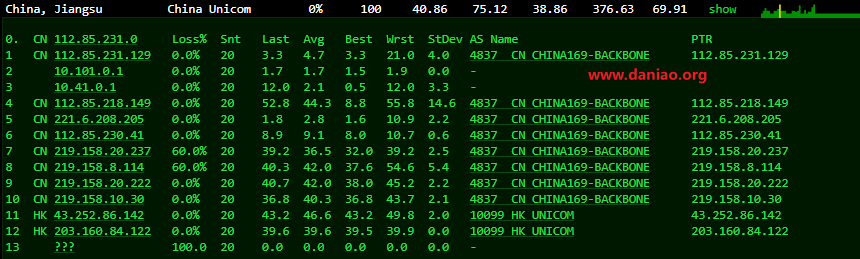 China, Jiangsu China Unicom 0% 100 40.86 75.12 38.86 376.63 69.91 show
0. CN 112.85.231.0 Loss% Snt Last Avg Best Wrst StDev AS Name PTR
1 CN 112.85.231.129 0.0% 20 3.3 4.7 3.3 21.0 4.0 4837 CN CHINA169-BACKBONE 112.85.231.129
2 10.101.0.1 0.0% 20 1.7 1.7 1.5 1.9 0.0 -
www.daniao.org
3 10.41.0.1 0.0% 20 12.0 2.1 0.5 12.0 3.3 -
4 CN 112.85.218.149 0.0% 20 52.8 44.3 8.8 55.8 14.6 4837 CN CHINA169-BACKBONE 112.85.218.149
5 CN 221.6.208.205 0.0% 20 1.8 2.8 1.6 10.9 2.2 4837 CN CHINA169-BACKBONE 221.6.208.205
6 CN 112.85.230.41 0.0% 20 8.9 9.1 8.0 10.7 0.6 4837 CN CHINA169-BACKBONE 112.85.230.41
7 CN 219.158.20.237 60.0% 20 39.2 36.5 32.0 39.2 2.5 4837 CN CHINA169-BACKBONE 219.158.20.237
8 CN 219.158.8.114 60.0% 20 40.3 42.0 37.6 54.6 5.4 4837 CN CHINA169-BACKBONE 219.158.8.114
9 CN 219.158.20.222 0.0% 20 40.7 42.0 38.0 45.2 2.2 4837 CN CHINA169-BACKBONE 219.158.20.222
10 CN 219.158.10.30 0.0% 20 36.8 40.3 36.8 43.7 2.1 4837 CN CHINA169-BACKBONE 219.158.10.30
11 HK 43.252.86.142 0.0% 20 43.2 46.6 43.2 49.8 2.0 10099 HK UNICOM 43.252.86.142
12 HK 203.160.84.122 0.0% 20 39.6 39.6 39.5 39.9 0.0 10099 HK UNICOM 203.160.84.122
13 ??? 100.0 20 0.0 0.0 0.0 0.0 0.0 -